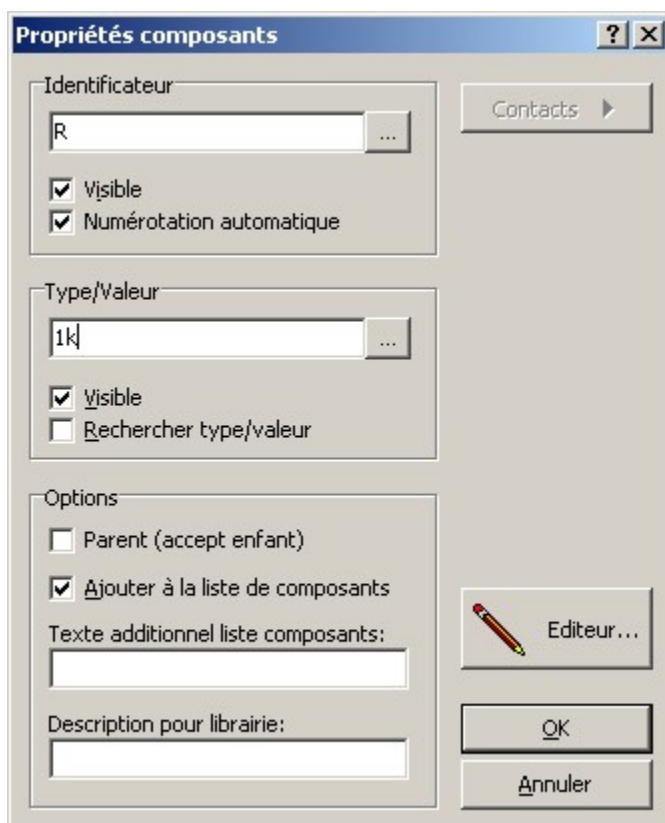 Propriétés composants
Identificateur
Contacts
R
...
Visible
Numérotation automatique
Type/Valeur
1k
...
Visible
Rechercher type/valeur
Options
Parent (accept enfant)
Ajouter à la liste de composants
Texte additionnel liste composants:
Editeur...
Description pour librairie:
OK
Annuler